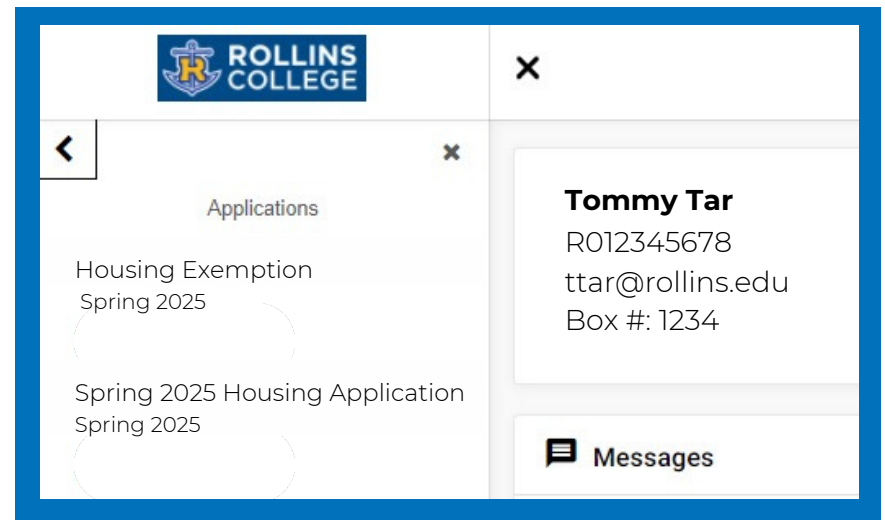 ROLLINS
COLLEGE
Applications
Housing Exemption
Spring 2025
Spring 2025 Housing Application
Spring 2025
Tommy Tar
R012345678
ttar@rollins.edu
Box #: 1234
Messages